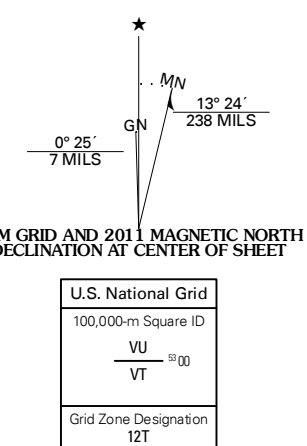 ★
MN
GN
13° 24´
238 MILS
0° 25´
7 MILS
M GRID AND 2011 MAGNETIC NORTH
DECLINATION AT CENTER OF SHEET
U.S. National Grid
100,000-m Square ID
VU
53 00
VT
Grid Zone Designation
12T